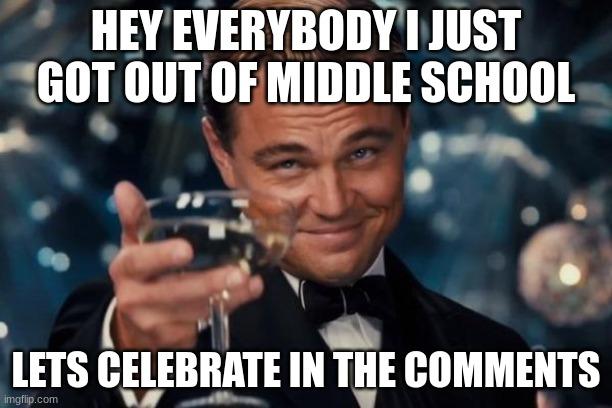 HEY EVERYBODY I JUST
GOT OUT OF MIDDLE SCHOOL
LETS CELEBRATE IN THE COMMENTS
imgflip.com